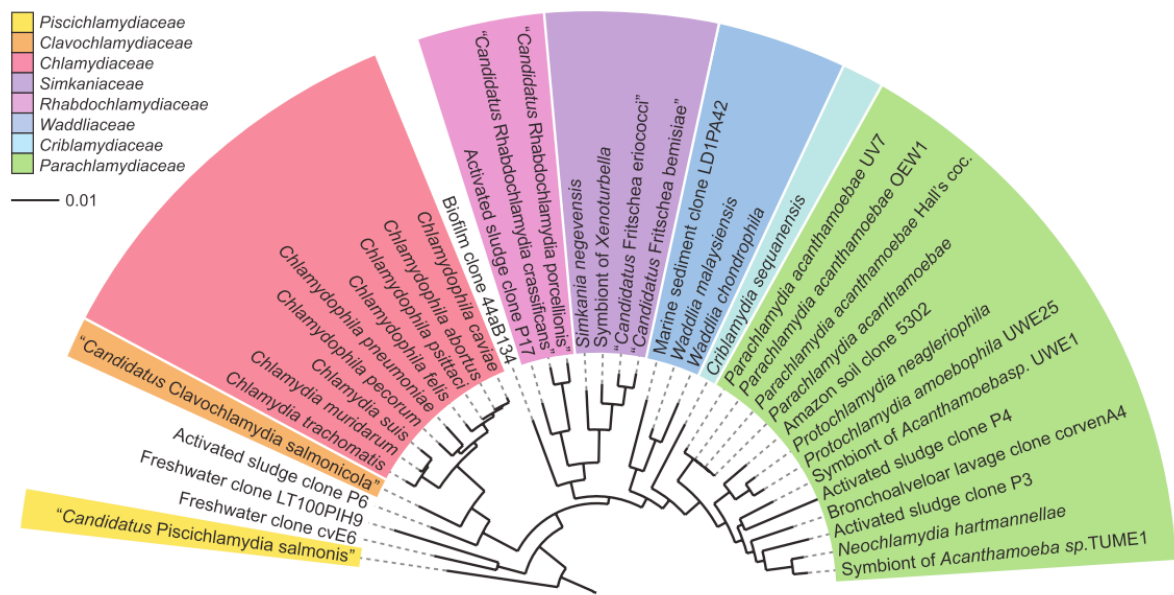 Piscichlamydiaceae
Clavochlamydiaceae
Chlamydiaceae
Simkaniaceae
Rhabdochlamydiaceae
Waddliaceae
Criblamydiaceae
Parachlamydiaceae
0.01
“Candidatus Piscichlamydia salmonis”
Freshwater clone cvE6
Freshwater clone LT100PIH9
Activated sludge clone P6
“Candidatus Clavochlamydia salmonicola”
Chlamydia trachomatis
Chlamydia muridarum
Chlamydia suis
Chlamydophila pecorum
Chlamydophila pneumoniae
Chlamydophila felis
Chlamydophila psittaci
Chlamydophila abortus
Chlamydophila caviae
Biofilm clone 44aB134
Activated sludge clone P17
“Candidatus Rhabdochlamydia crassificans”
“Candidatus Rhabdochlamydia porcellionis”
Simkania negevensis
Symbiont of Xenoturbella
“Candidatus Fritschea eriococci”
“Candidatus Fritschea bemisiae”
Marine sediment clone LD1PA42
Waddlia malaysiensis
Waddlia chondrophila
Criblamydia sequanensis
Parachlamydia acanthamoebae UV7
Parachlamydia acanthamoebae OEW1
Parachlamydia acanthamoebae Hall’s coc.
Parachlamydia acanthamoebae
Amazon soil clone 5302
Protochlamydia neagleriophila
Protochlamydia amoebophila UWE25
Symbiont of Acanthamoebasp. UWE1
Activated sludge clone P4
Bronchoalveloar lavage clone corvenA4
Activated sludge clone P3
Neochlamydia hartmannellae
Symbiont of Acanthamoeba sp.TUME1